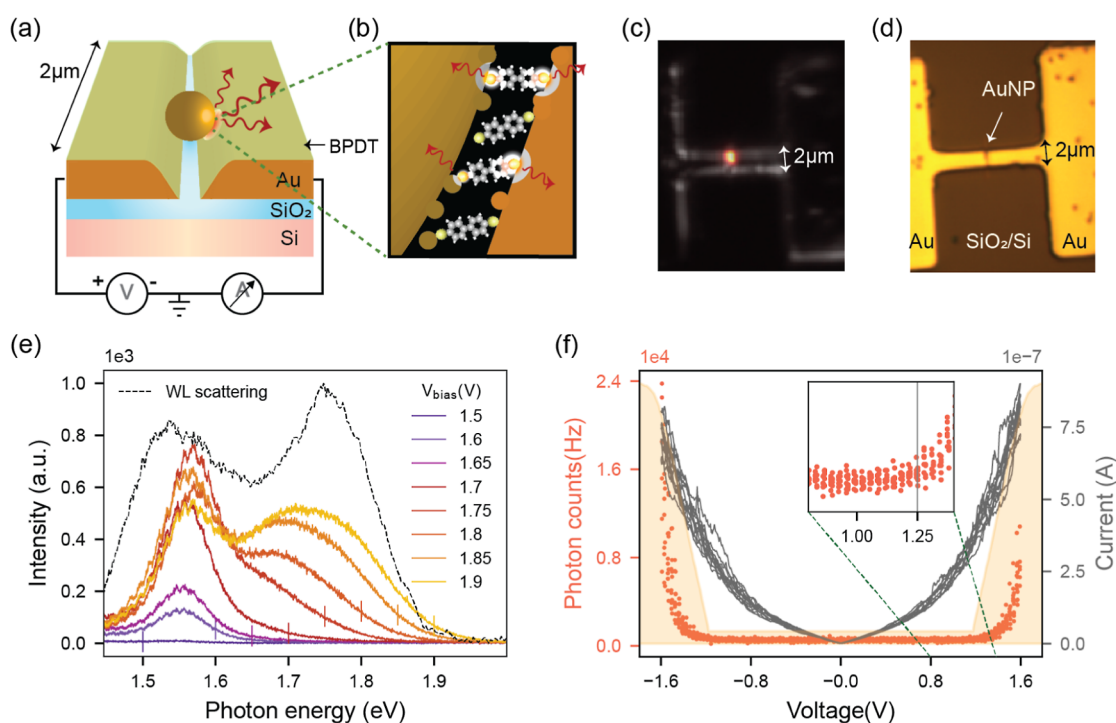 (a)
2μm
BPDT
Au
SiO₂
Si
+
V
-
A
(b)
(c)
2μm
(d)
AuNP
2μm
Au
SiO₂/Si
Au
(e)
1e3
1.0
0.8
0.6
0.4
0.2
0.0
Intensity (a.u.)
WL scattering
V_bias(V)
1.5
1.6
1.65
1.7
1.75
1.8
1.85
1.9
1.5
1.6
1.7
1.8
1.9
Photon energy (eV)
(f)
1e4
1e−7
2.4
1.6
0.8
0.0
Photon counts(Hz)
1.00
1.25
7.5
5.0
2.5
0.0
Current (A)
−1.6
−0.8
−0.0
0.8
1.6
Voltage(V)